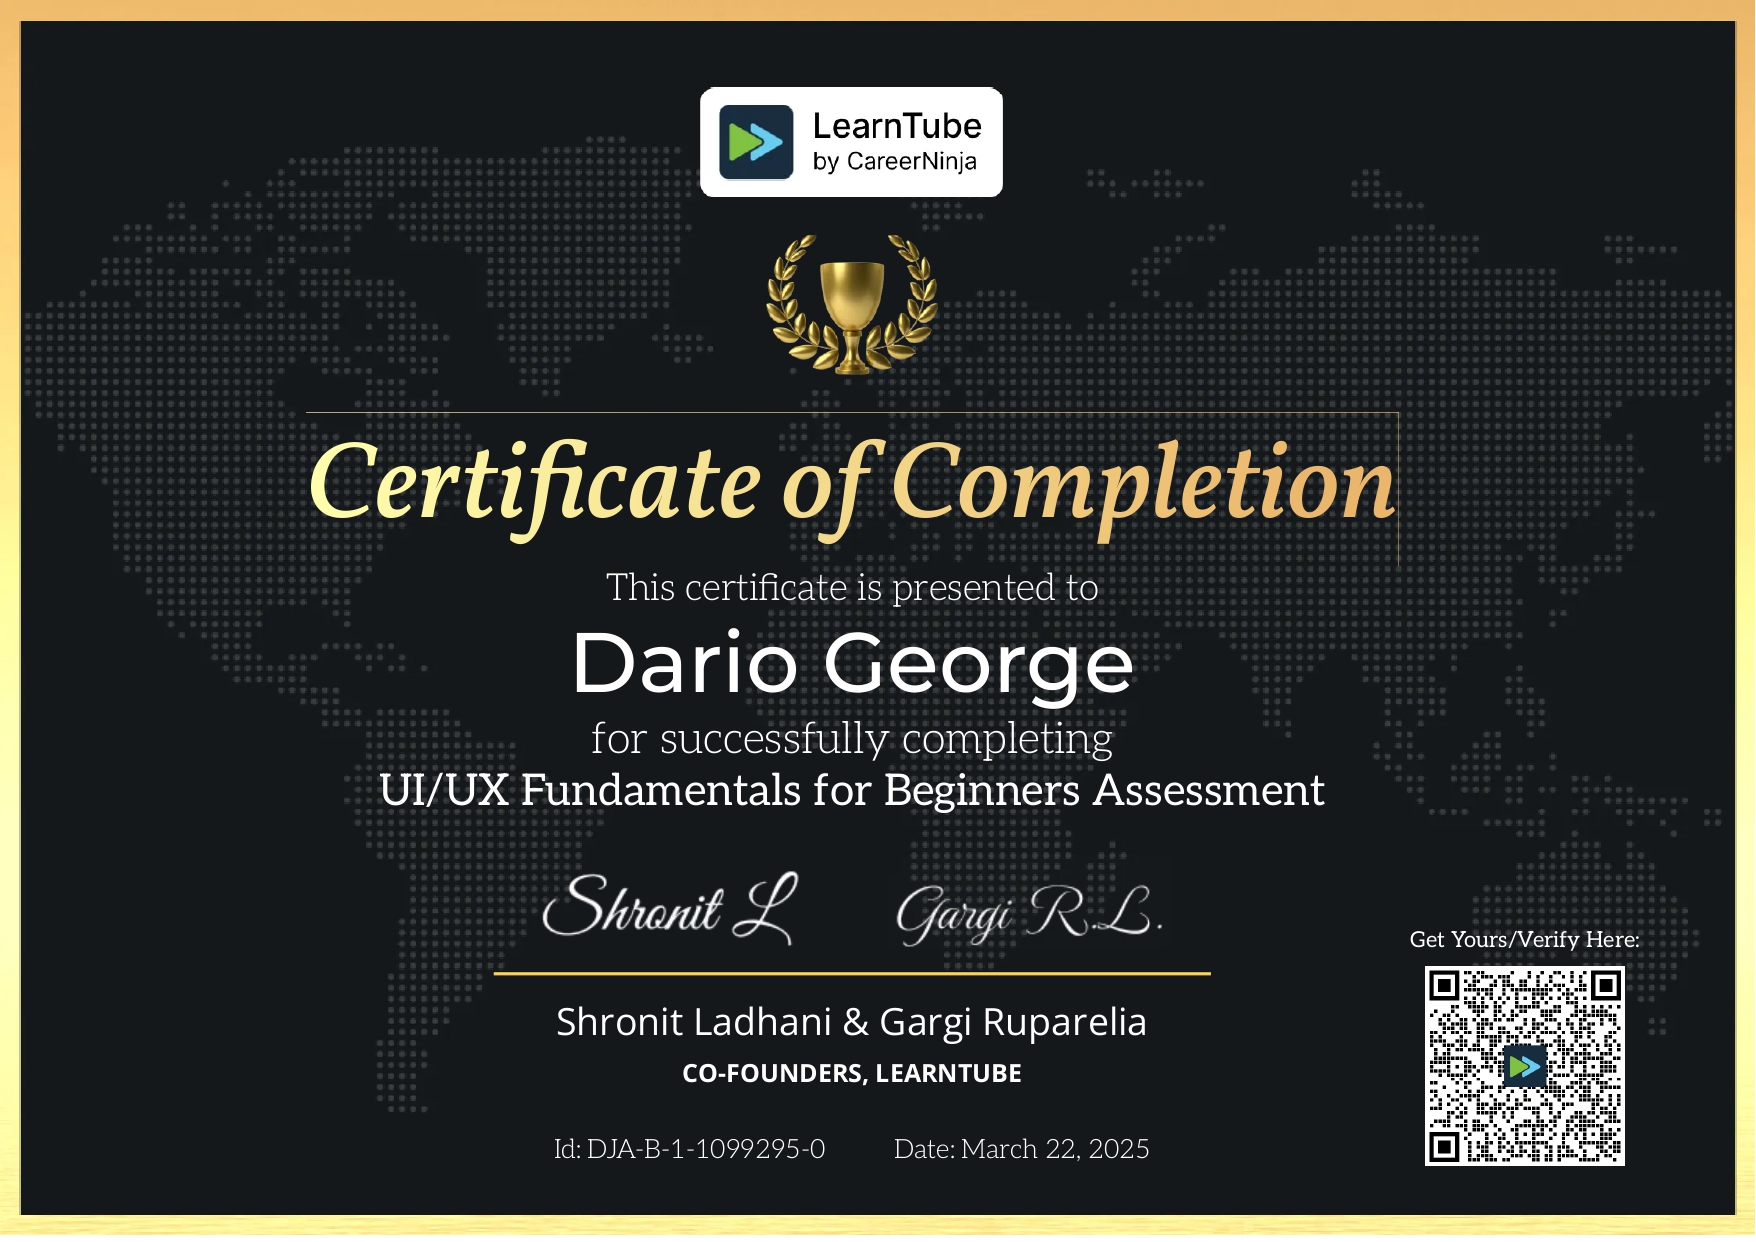 LearnTube
by CareerNinja
Certificate of Completion
This certificate is presented to
Dario George
for successfully completing
UI/UX Fundamentals for Beginners Assessment
Shronit L
Gargi R.L.
Get Yours/Verify Here:
Shronit Ladhani & Gargi Ruparelia
CO-FOUNDERS, LEARNTUBE
Id: DJA-B-1-1099295-0
Date: March 22, 2025